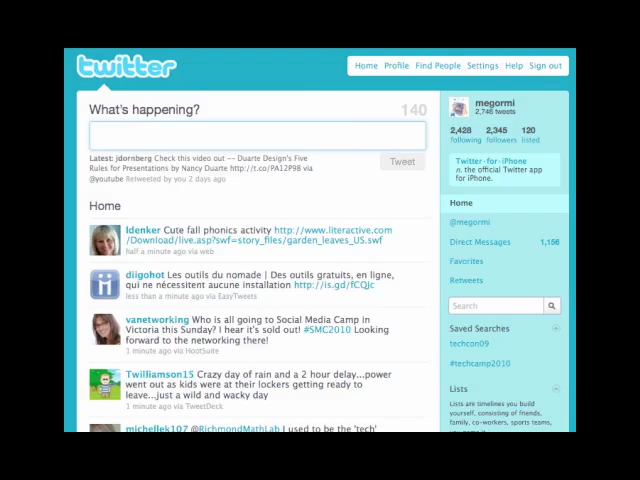 twitter
Home Profile Find People Settings Help Sign out
What's happening?
140
Latest: jdornberg Check this video out -- Duarte Design's Five
Rules for Presentations by Nancy Duarte http://t.co/PA12P98 via
@youtube Retweeted by you 2 days ago
Tweet
Home
ldenker Cute fall phonics activity http://www.literactive.com
/Download/live.asp?swf=story_files/garden_leaves_US.swf
half a minute ago via web
diigohot Les outils du nomade | Des outils gratuits, en ligne,
qui ne nécessitent aucune installation http://is.gd/fCQJc
less than a minute ago via EasyTweets
vanetworking Who is all going to Social Media Camp in
Victoria this Sunday? I hear it's sold out! #SMC2010 Looking
forward to the networking there!
1 minute ago via HootSuite
Twilliamson15 Crazy day of rain and a 2 hour delay...power
went out as kids were at their lockers getting ready to
leave...just a wild and wacky day
1 minute ago via TweetDeck
michellek107 @RichmondMathLab I used to be the 'tech'
megormi
2,746 tweets
2,428 2,345 120
following followers listed
Twitter-for-iPhone
n. the official Twitter app
for iPhone.
Home
@megormi
Direct Messages 1,156
Favorites
Retweets
Search
Saved Searches
techcon09
#techcamp2010
Lists
Lists are timelines you build
yourself, consisting of friends,
family, co-workers, sports teams,
you name it.